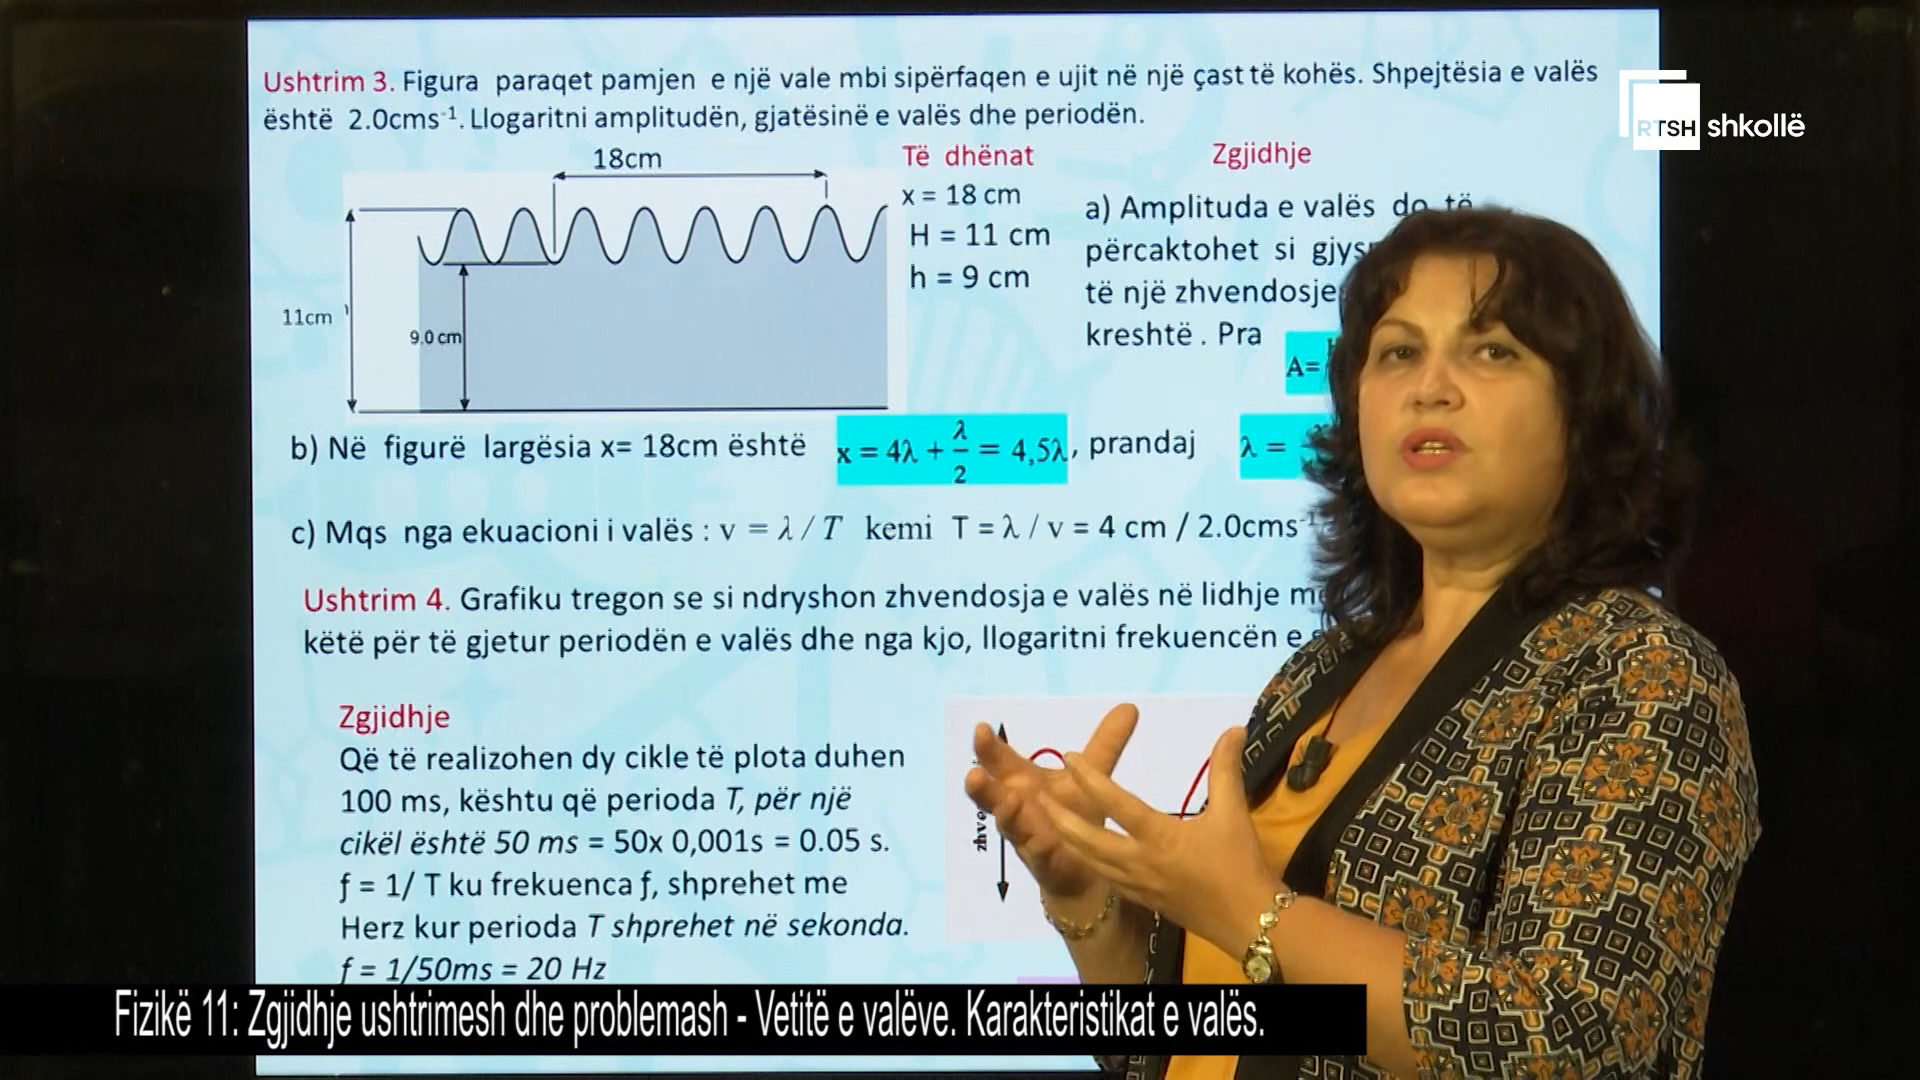 Ushtrim 3. Figura paraqet pamjen e një vale mbi sipërfaqen e ujit në një çast të kohës. Shpejtësia e valës
është 2.0cms⁻¹. Llogaritni amplitudën, gjatësinë e valës dhe periodën.
RTSH shkollë
18cm
11cm
9.0 cm
Të dhënat
x = 18 cm
H = 11 cm
h = 9 cm
Zgjidhje
a) Amplituda e valës do të
përcaktohet si
të një zhvendosje
kreshtë . Pra
A=
b) Në figurë largësia x= 18cm është x = 4λ + λ/2 = 4,5λ, prandaj λ =
c) Mqs nga ekuacioni i valës : v = λ / T kemi T = λ / v = 4 cm / 2.0cms⁻¹
Ushtrim 4. Grafiku tregon se si ndryshon zhvendosja e valës në lidhje
këtë për të gjetur periodën e valës dhe nga kjo, llogaritni frekuencën e
Zgjidhje
Që të realizohen dy cikle të plota duhen
100 ms, kështu që perioda T, për një
cikël është 50 ms = 50x 0,001s = 0.05 s.
ƒ = 1/ T ku frekuenca ƒ, shprehet me
Herz kur perioda T shprehet në sekonda.
ƒ = 1/50ms = 20 Hz
Fizikë 11: Zgjidhje ushtrimesh dhe problemash - Vetitë e valëve. Karakteristikat e valës.